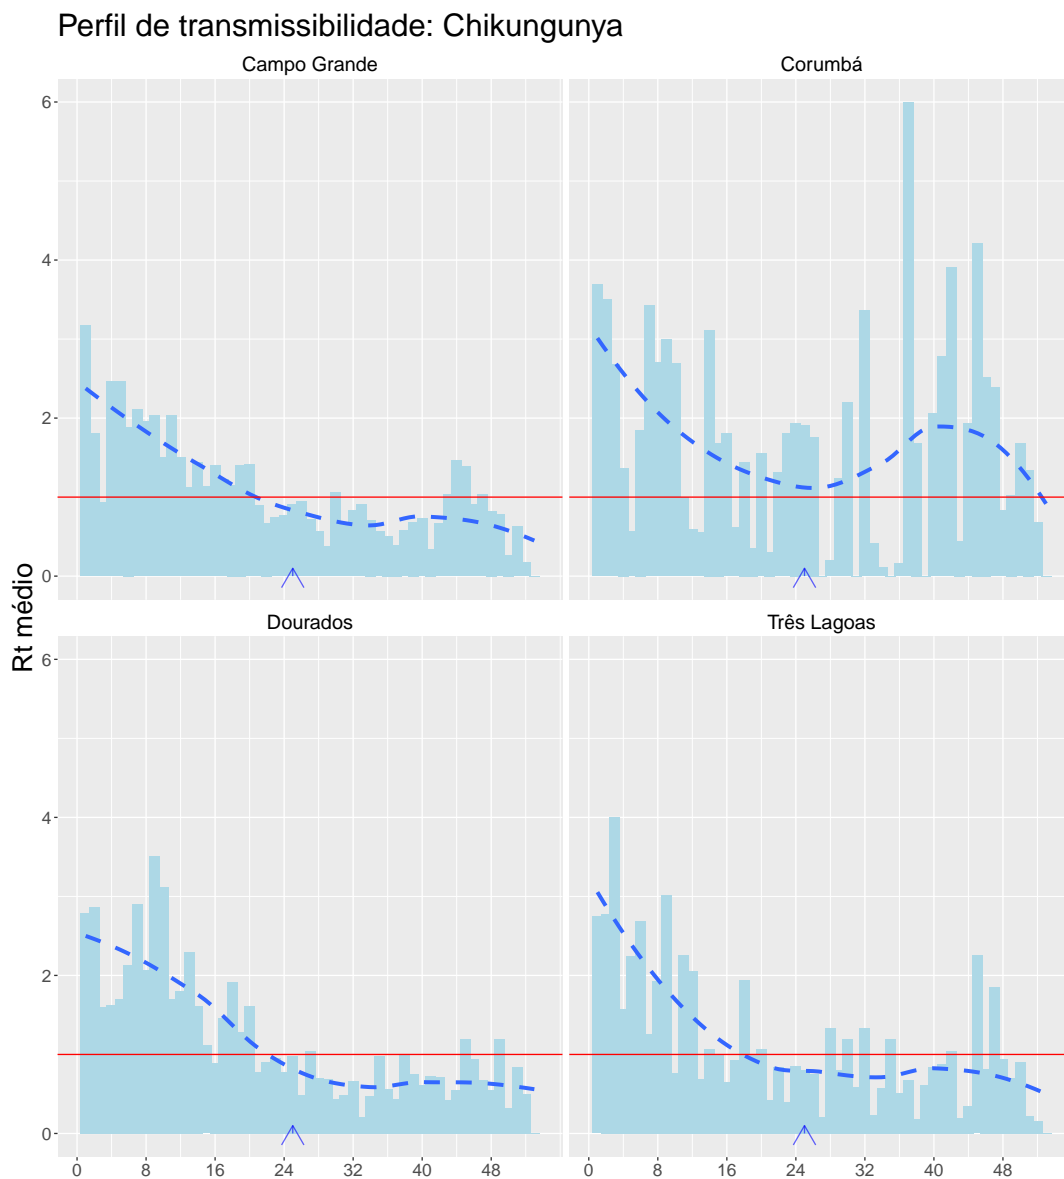 Perfil de transmissibilidade: Chikungunya
Campo Grande
Corumbá
6
4
2
0
Rt médio
Dourados
Três Lagoas
6
4
2
0
0 8 16 24 32 40 48
0 8 16 24 32 40 48